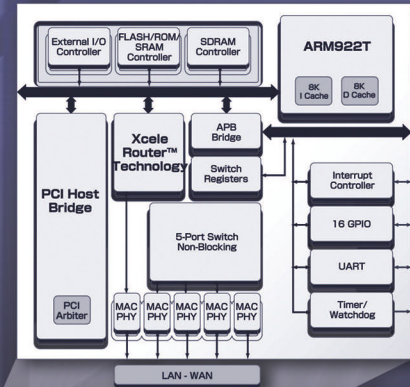 External I/O
Controller
FLASH/ROM/
SRAM
Controller
SDRAM
Controller
ARM922T
8K
I Cache
8K
D Cache
PCI Host
Bridge
PCI
Arbiter
Xcele
Router™
Technology
APB
Bridge
Switch
Registers
5-Port Switch
Non-Blocking
Interrupt
Controller
16 GPIO
UART
Timer/
Watchdog
MAC
PHY
MAC
PHY
MAC
PHY
MAC
PHY
MAC
PHY
LAN - WAN